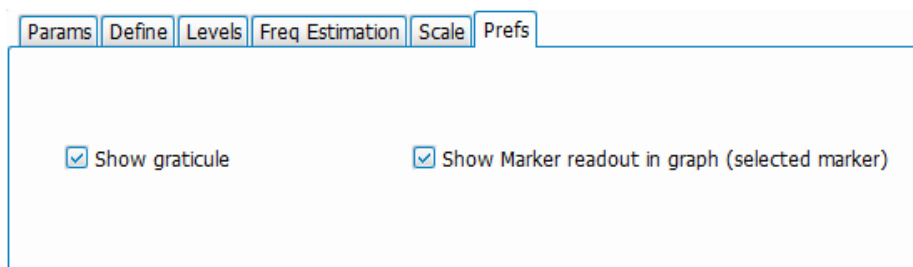 Params Define Levels Freq Estimation Scale Prefs
Show graticule Show Marker readout in graph (selected marker)